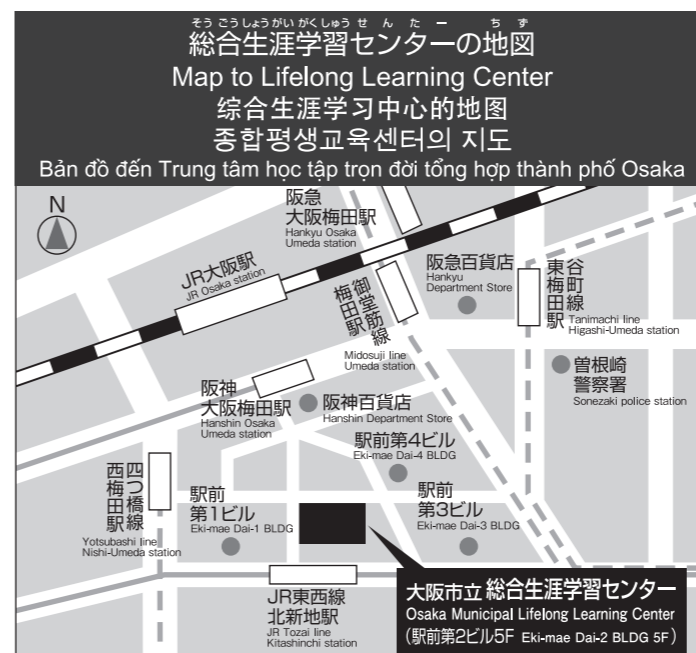 そうごうしょうがいがくしゅうせんたー ちず
総合生涯学習センターの地図
Map to Lifelong Learning Center
综合生涯学习中心的地图
종합평생교육센터의 지도
Bản đồ đến Trung tâm học tập trọn đời tổng hợp thành phố Osaka
N
阪急
大阪梅田駅
Hankyu Osaka
Umeda station
JR大阪駅
JR Osaka station
御堂筋線
梅田駅
Midosuji line
Umeda station
阪急百貨店
Hankyu
Department Store
谷町線
東梅田駅
Tanimachi line
Higashi-Umeda station
曽根崎
警察署
Sonezaki police station
阪神
大阪梅田駅
Hanshin Osaka
Umeda station
阪神百貨店
Hanshin Department Store
駅前第4ビル
Eki-mae Dai-4 BLDG
四つ橋線
西梅田駅
Yotsubashi line
Nishi-Umeda station
駅前
第1ビル
Eki-mae Dai-1 BLDG
駅前
第3ビル
Eki-mae Dai-3 BLDG
JR東西線
北新地駅
JR Tozai line
Kitashinchi station
大阪市立 総合生涯学習センター
Osaka Municipal Lifelong Learning Center
(駅前第2ビル5F Eki-mae Dai-2 BLDG 5F)